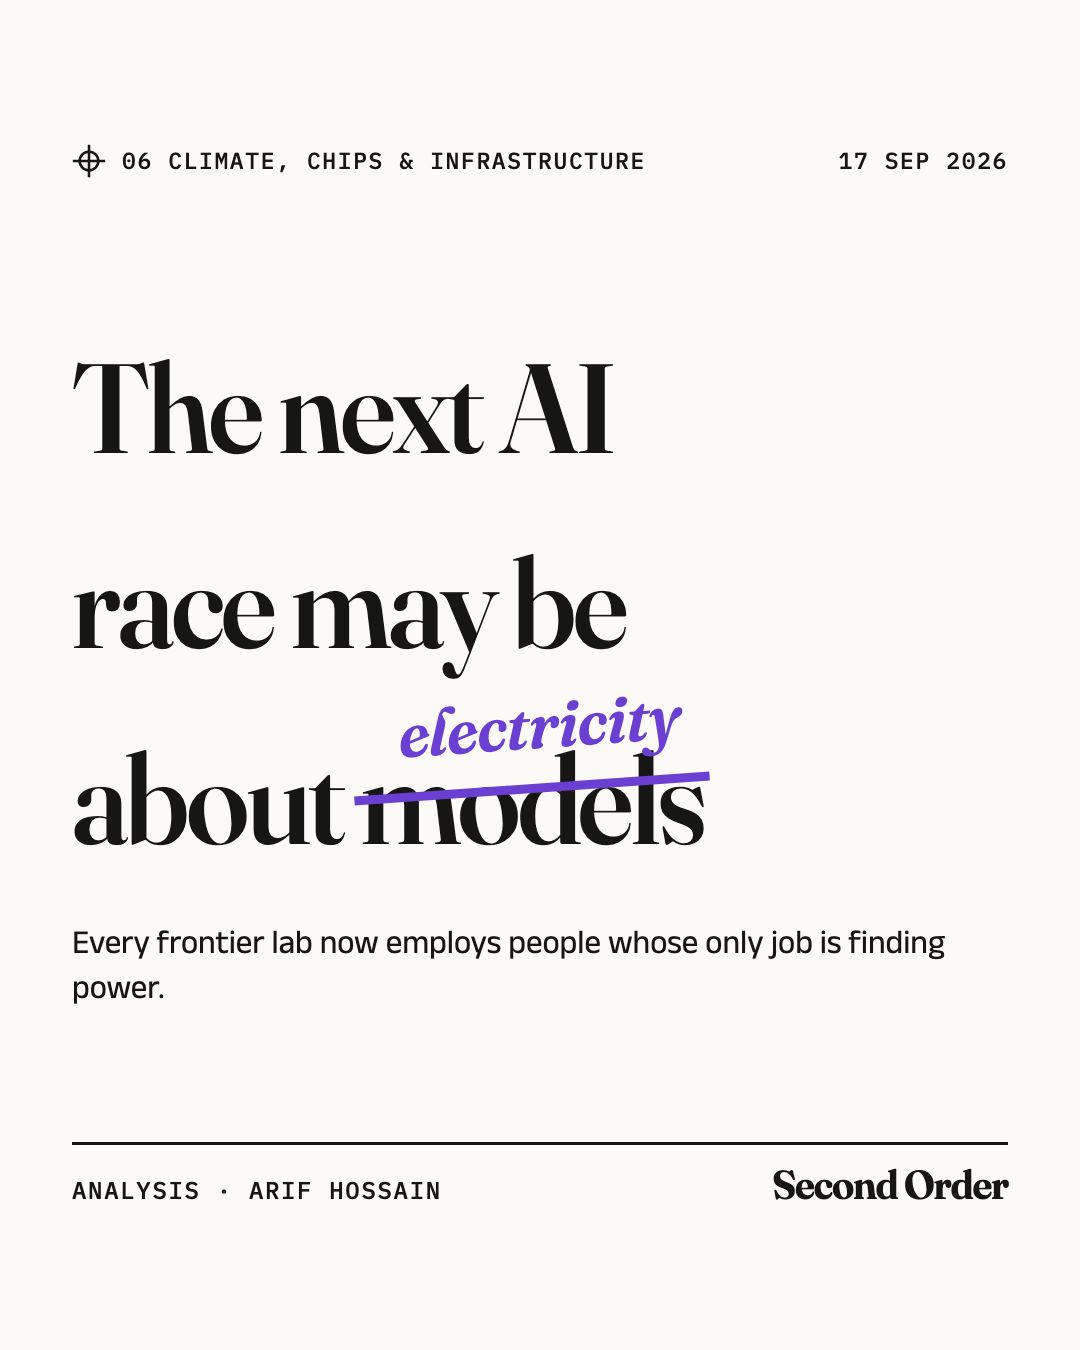 06 CLIMATE, CHIPS & INFRASTRUCTURE
17 SEP 2026
The next AI
race may be
electricity
about models
Every frontier lab now employs people whose only job is finding
power.
ANALYSIS · ARIF HOSSAIN
Second Order